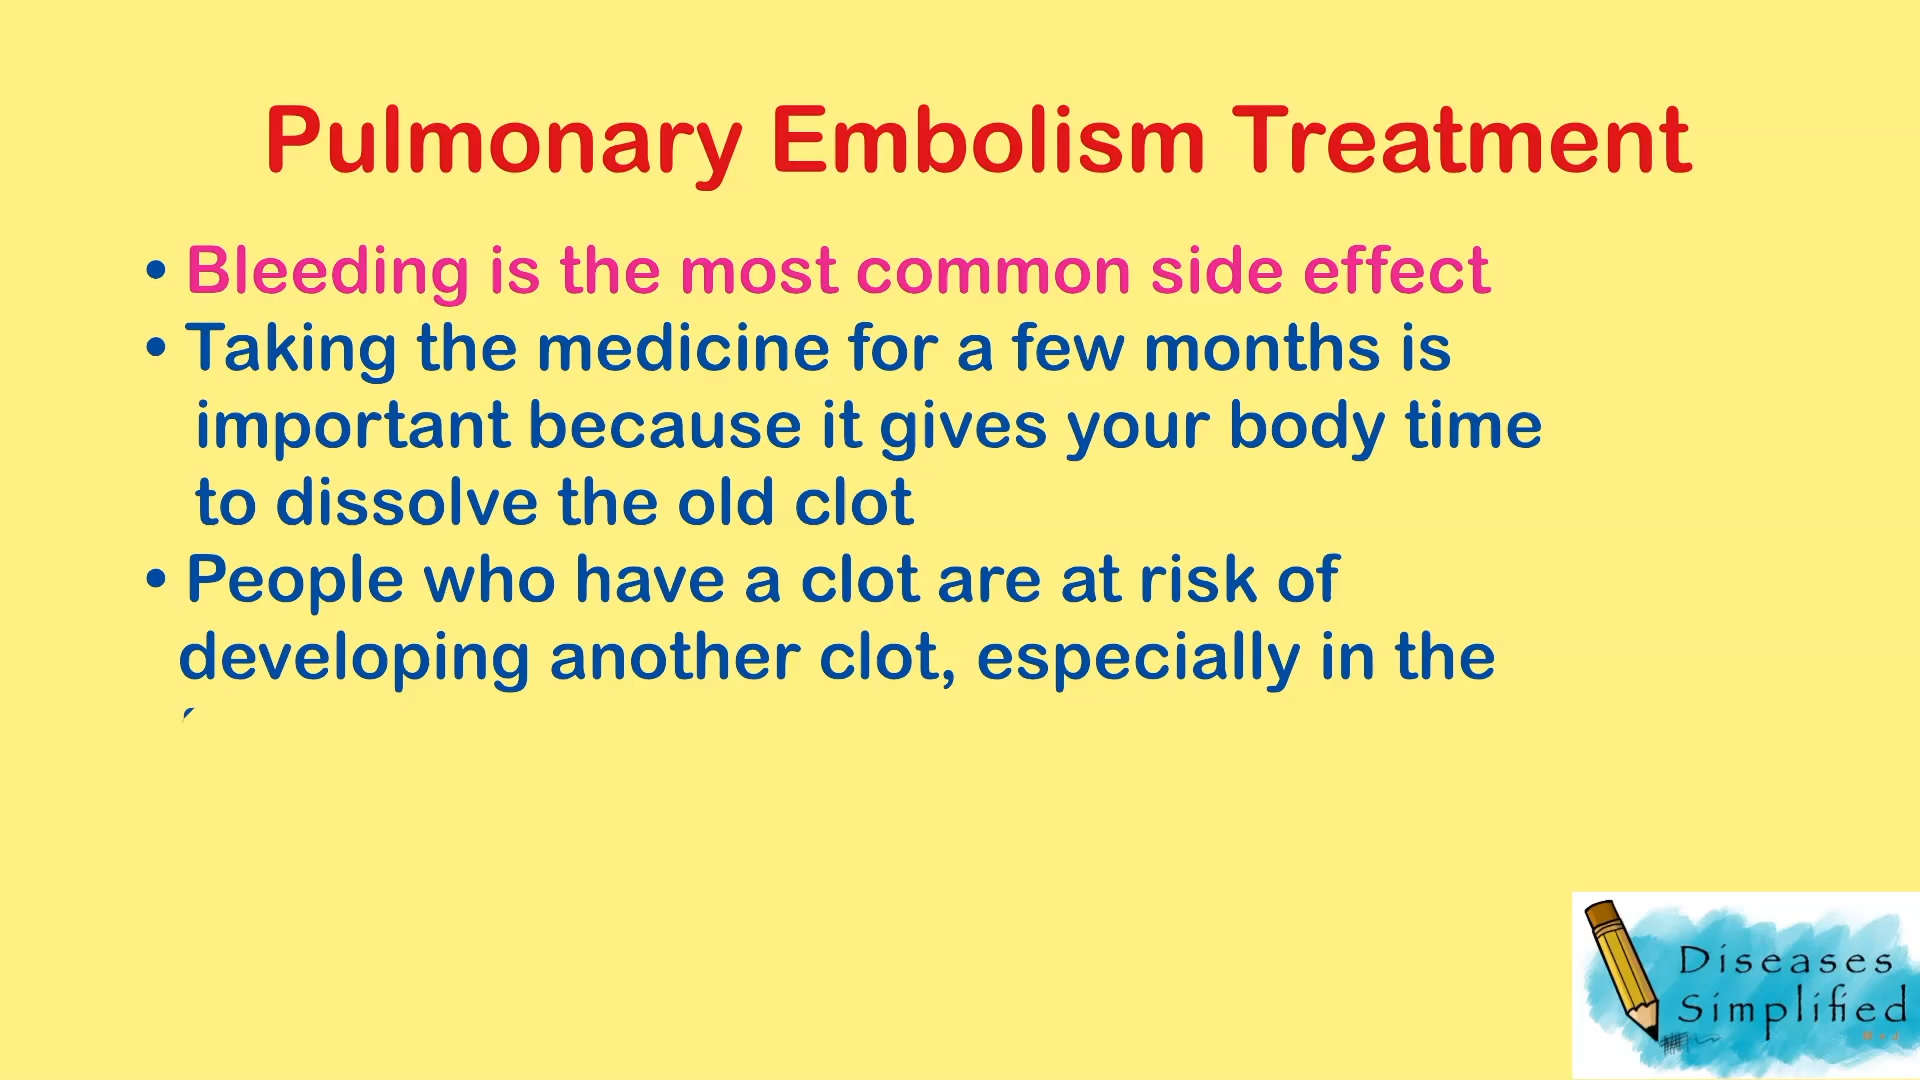 Pulmonary Embolism Treatment
• Bleeding is the most common side effect
• Taking the medicine for a few months is
important because it gives your body time
to dissolve the old clot
• People who have a clot are at risk of
developing another clot, especially in the
Diseases
Simplified